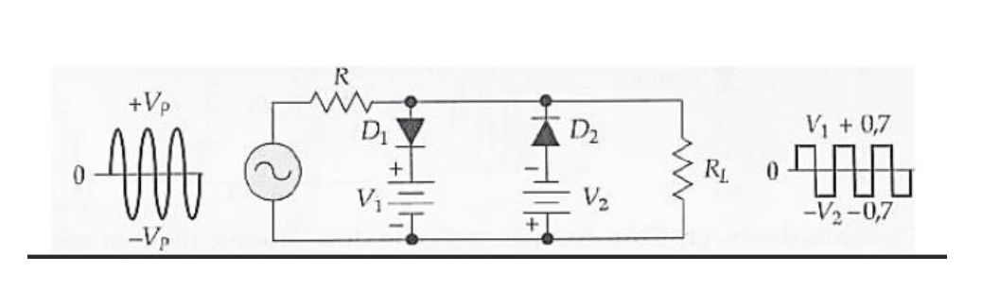 R
+Vp
0
−Vp
D1
+
V1
−
D2
−
V2
+
RL
V1 + 0,7
0
−V2 −0,7